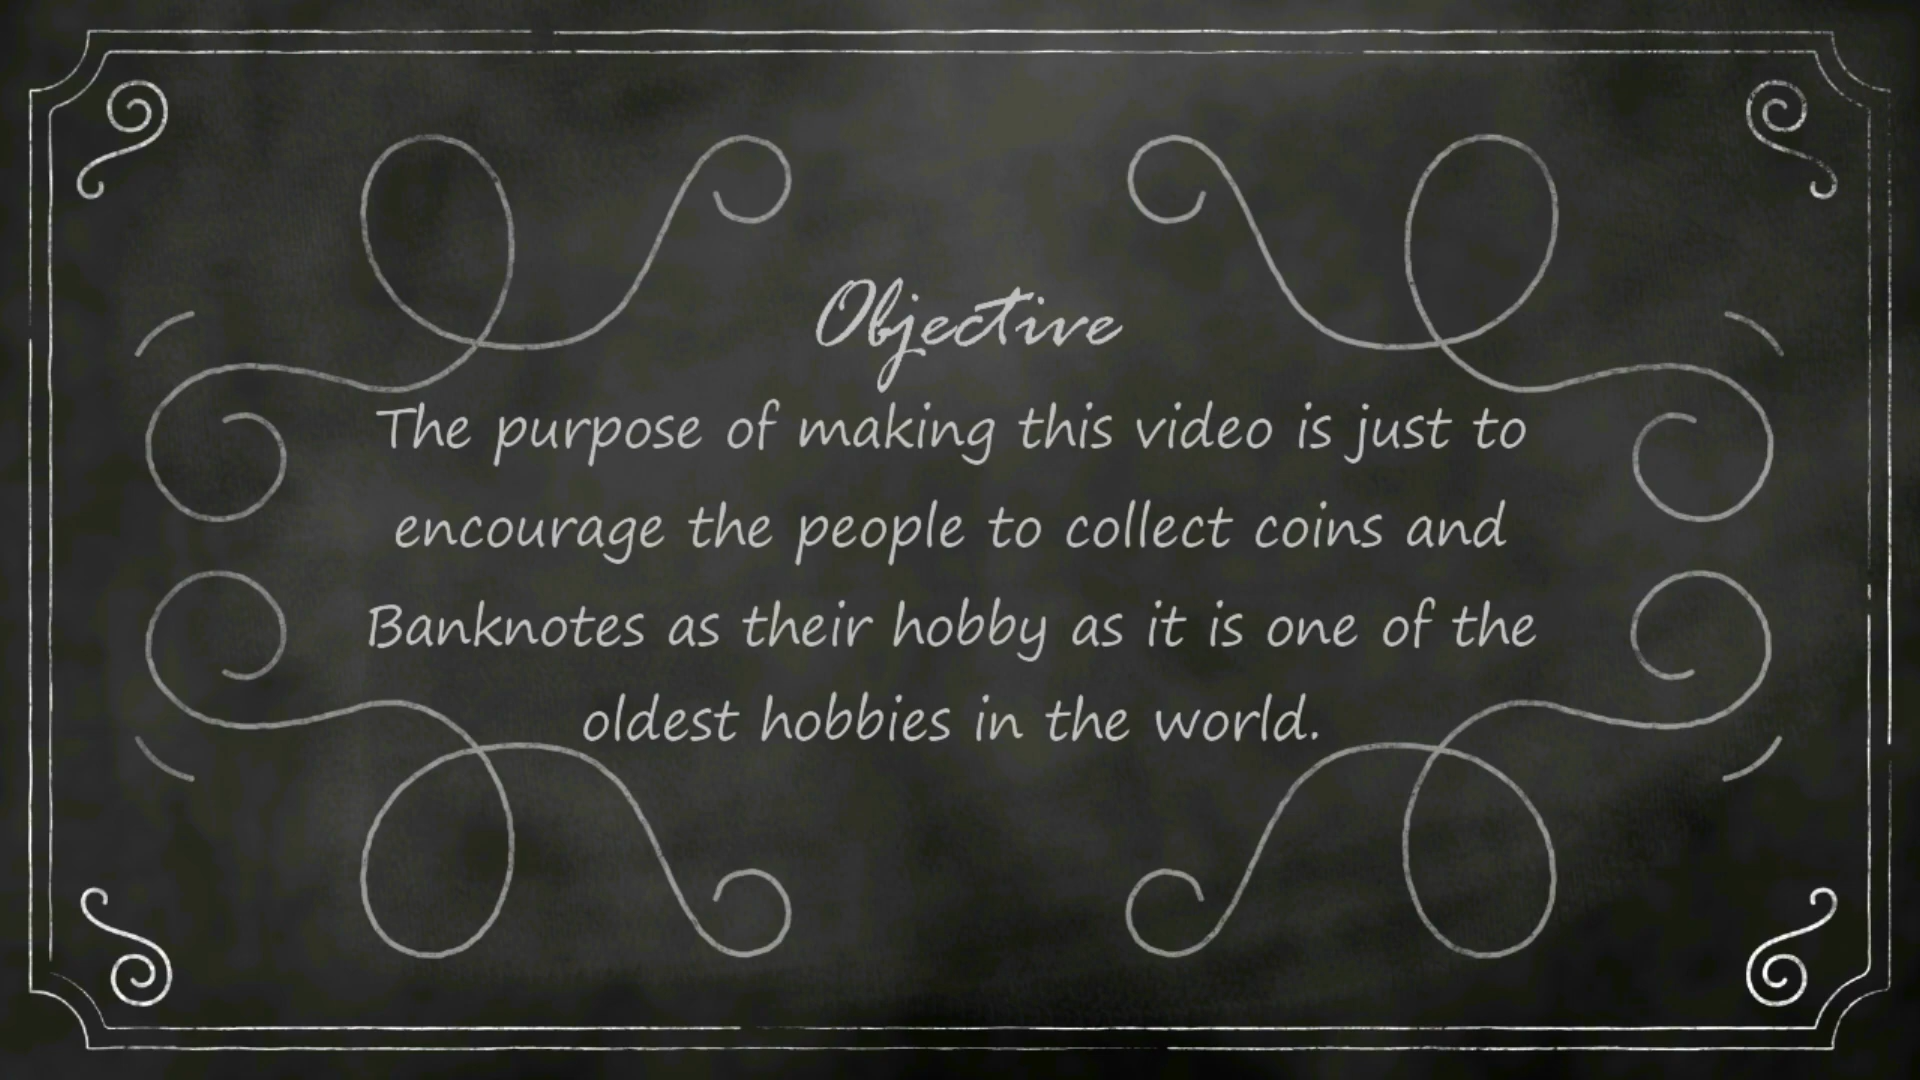 Objective
The purpose of making this video is just to
encourage the people to collect coins and
Banknotes as their hobby as it is one of the
oldest hobbies in the world.